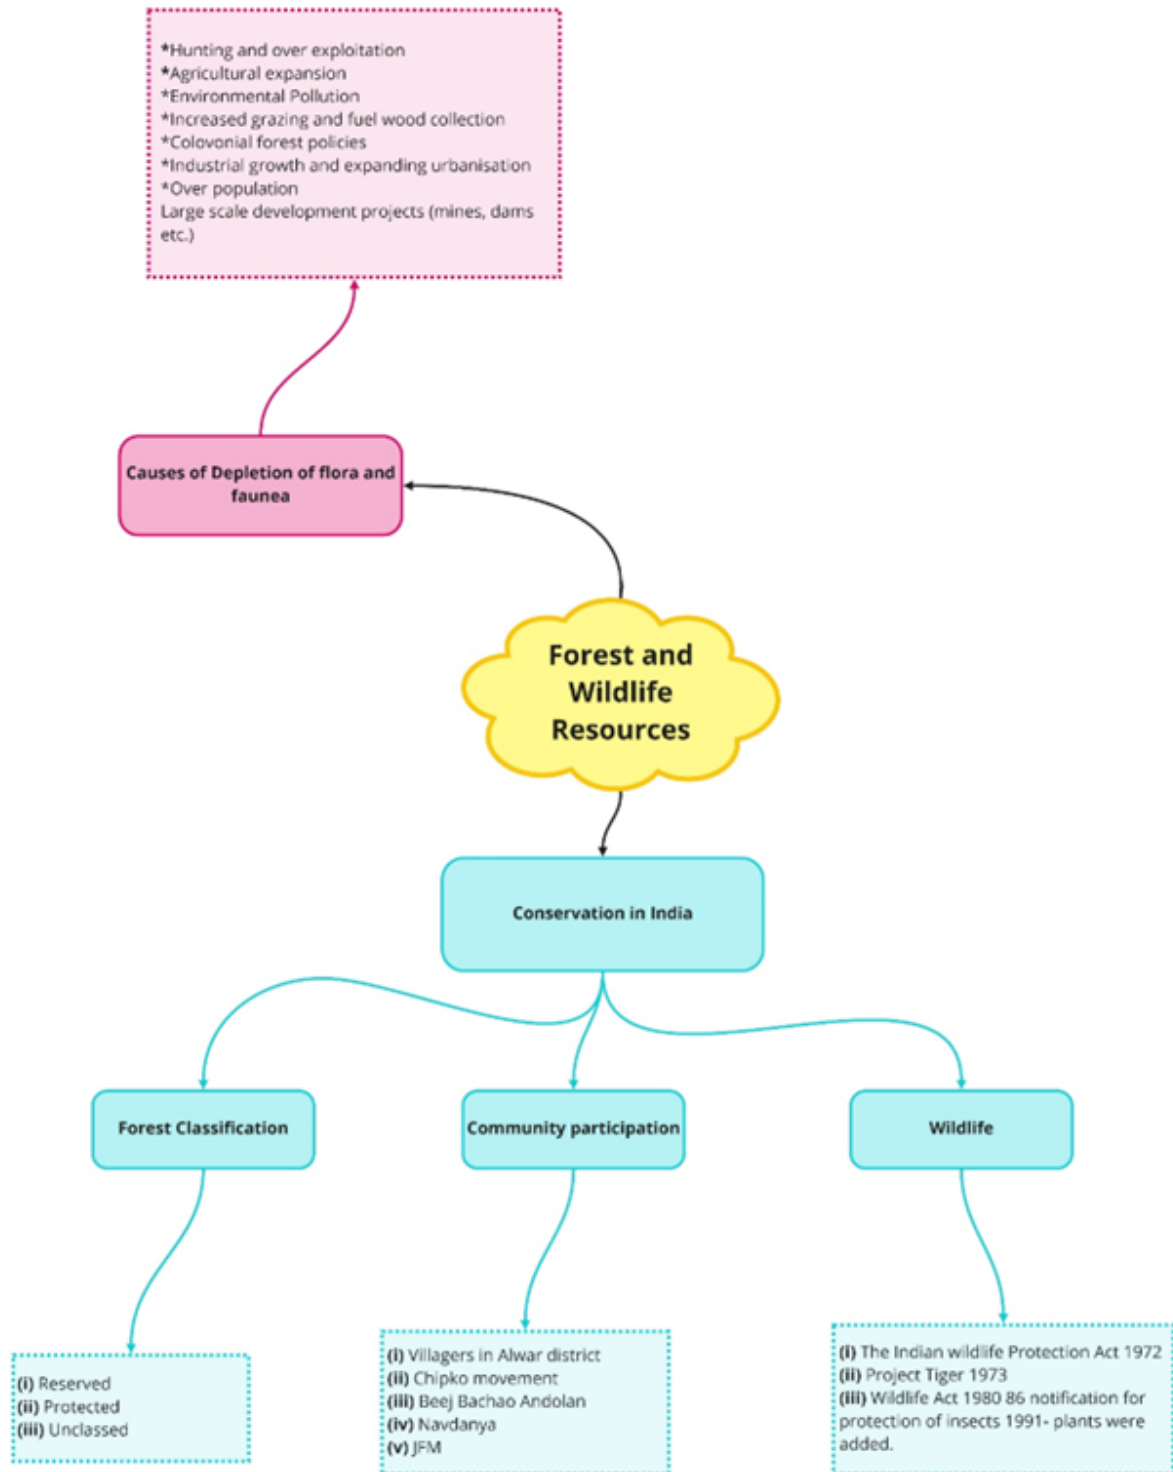 *Hunting and over exploitation
*Agricultural expansion
*Environmental Pollution
*Increased grazing and fuel wood collection
*Colovonial forest policies
*Industrial growth and expanding urbanisation
*Over population
Large scale development projects (mines, dams
etc.)
Causes of Depletion of flora and
faunea
Forest and
Wildlife
Resources
Conservation in India
Forest Classification
Community participation
Wildlife
(i) Reserved
(ii) Protected
(iii) Unclassed
(i) Villagers in Alwar district
(ii) Chipko movement
(iii) Beej Bachao Andolan
(iv) Navdanya
(v) JFM
(i) The Indian wildlife Protection Act 1972
(ii) Project Tiger 1973
(iii) Wildlife Act 1980 86 notification for
protection of insects 1991- plants were
added.